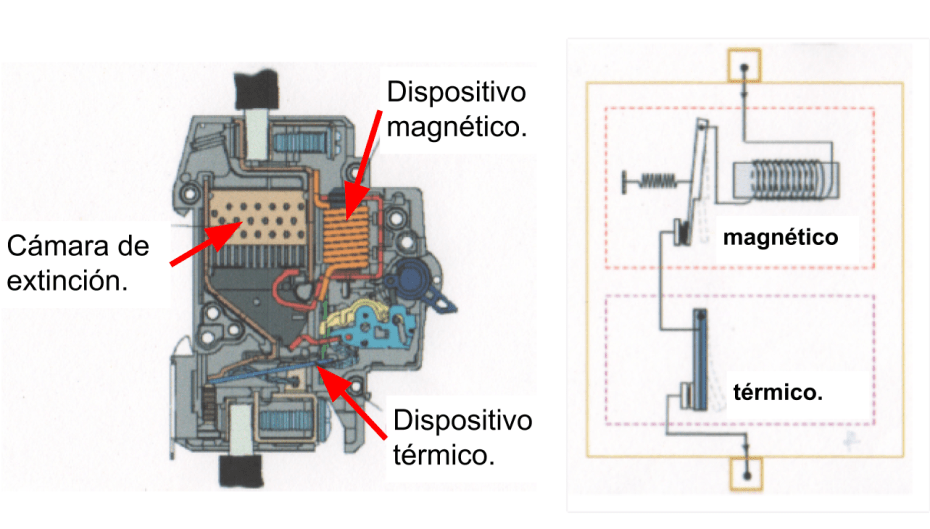 Dispositivo
magnético.
Cámara de
extinción.
Dispositivo
térmico.
magnético
térmico.